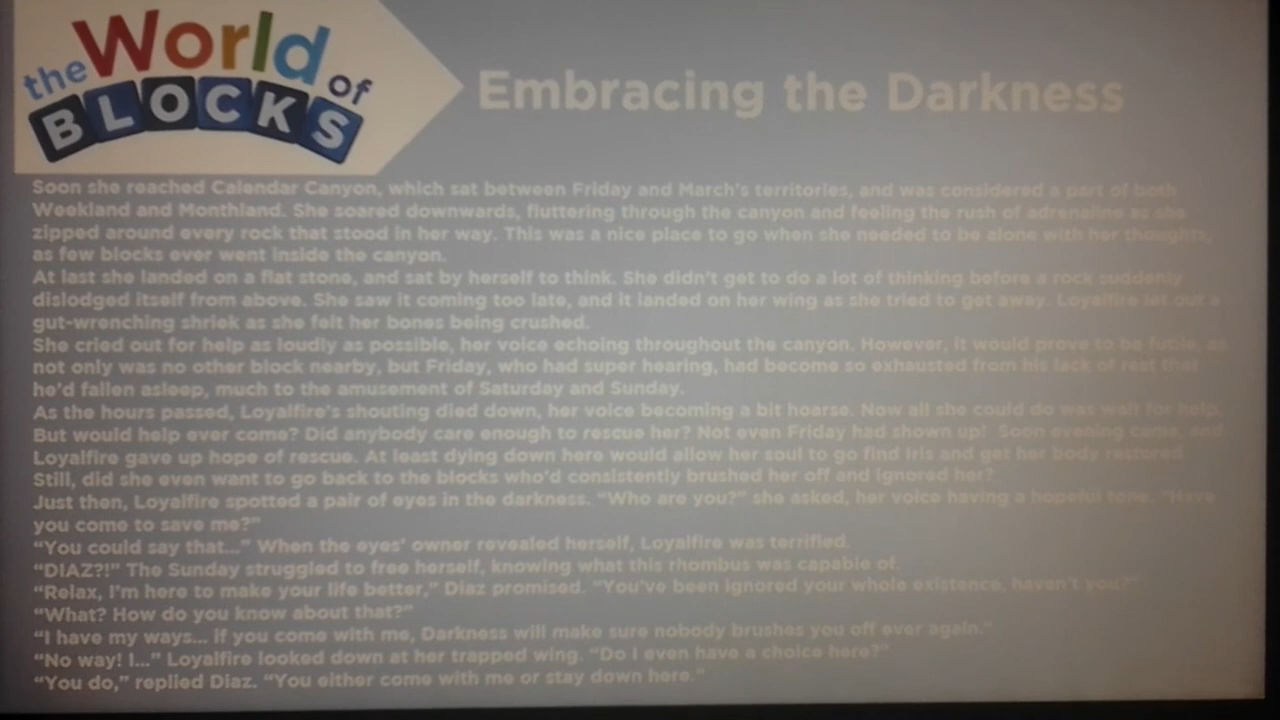 the World of
BLOCKS
Embracing the Darkness
Soon she reached Calendar Canyon, which sat between Friday and March's territories, and was considered a part of both
Weekland and Monthland. She soared downwards, fluttering through the canyon and feeling the rush of adrenaline as she
zipped around every rock that stood in her way. This was a nice place to go when she needed to be alone with her thoughts,
as few blocks ever went inside the canyon.
At last she landed on a flat stone, and sat by herself to think. She didn't get to do a lot of thinking before a rock suddenly
dislodged itself from above. She saw it coming too late, and it landed on her wing as she tried to get away. Loyalfire let out a
gut-wrenching shriek as she felt her bones being crushed.
She cried out for help as loudly as possible, her voice echoing throughout the canyon. However, it would prove to be futile, as
not only was no other block nearby, but Friday, who had super hearing, had become so exhausted from his lack of rest that
he'd fallen asleep, much to the amusement of Saturday and Sunday.
As the hours passed, Loyalfire's shouting died down, her voice becoming a bit hoarse. Now all she could do was wait for help.
But would help ever come? Did anybody care enough to rescue her? Not even Friday had shown up! Soon evening came, and
Loyalfire gave up hope of rescue. At least dying down here would allow her soul to go find Iris and get her body restored.
Still, did she even want to go back to the blocks who'd consistently brushed her off and ignored her?
Just then, Loyalfire spotted a pair of eyes in the darkness. "Who are you?" she asked, her voice having a hopeful tone. "Have
you come to save me?"
"You could say that..." When the eyes' owner revealed herself, Loyalfire was terrified.
"DIAZ?!" The Sunday struggled to free herself, knowing what this rhombus was capable of.
"Relax, I'm here to make your life better," Diaz promised. "You've been ignored your whole existence, haven't you?"
"What? How do you know about that?"
"I have my ways... if you come with me, Darkness will make sure nobody brushes you off ever again."
"No way! I..." Loyalfire looked down at her trapped wing. "Do I even have a choice here?"
"You do," replied Diaz. "You either come with me or stay down here."